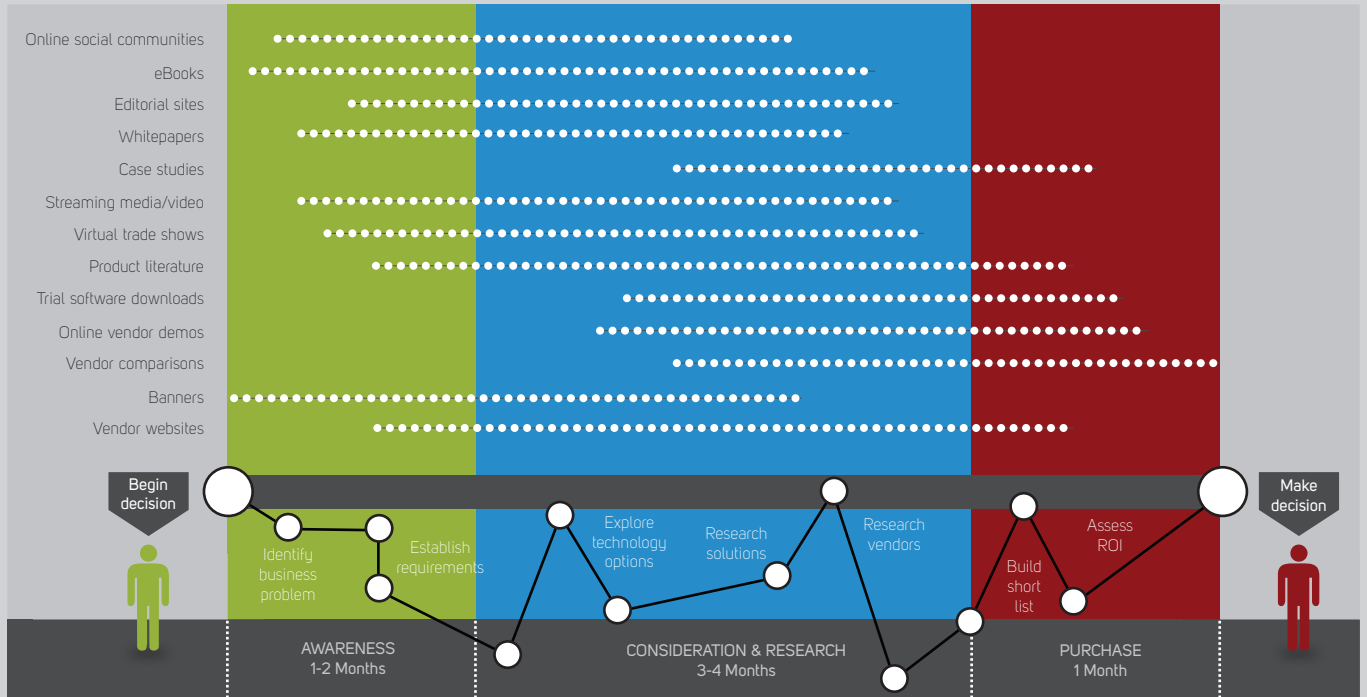 Online social communities
eBooks
Editorial sites
Whitepapers
Case studies
Streaming media/video
Virtual trade shows
Product literature
Trial software downloads
Online vendor demos
Vendor comparisons
Banners
Vendor websites
Begin
decision
Identify
business
problem
Establish
requirements
Explore
technology
options
Research
solutions
Research
vendors
Build
short
list
Assess
ROI
Make
decision
AWARENESS
1-2 Months
CONSIDERATION & RESEARCH
3-4 Months
PURCHASE
1 Month